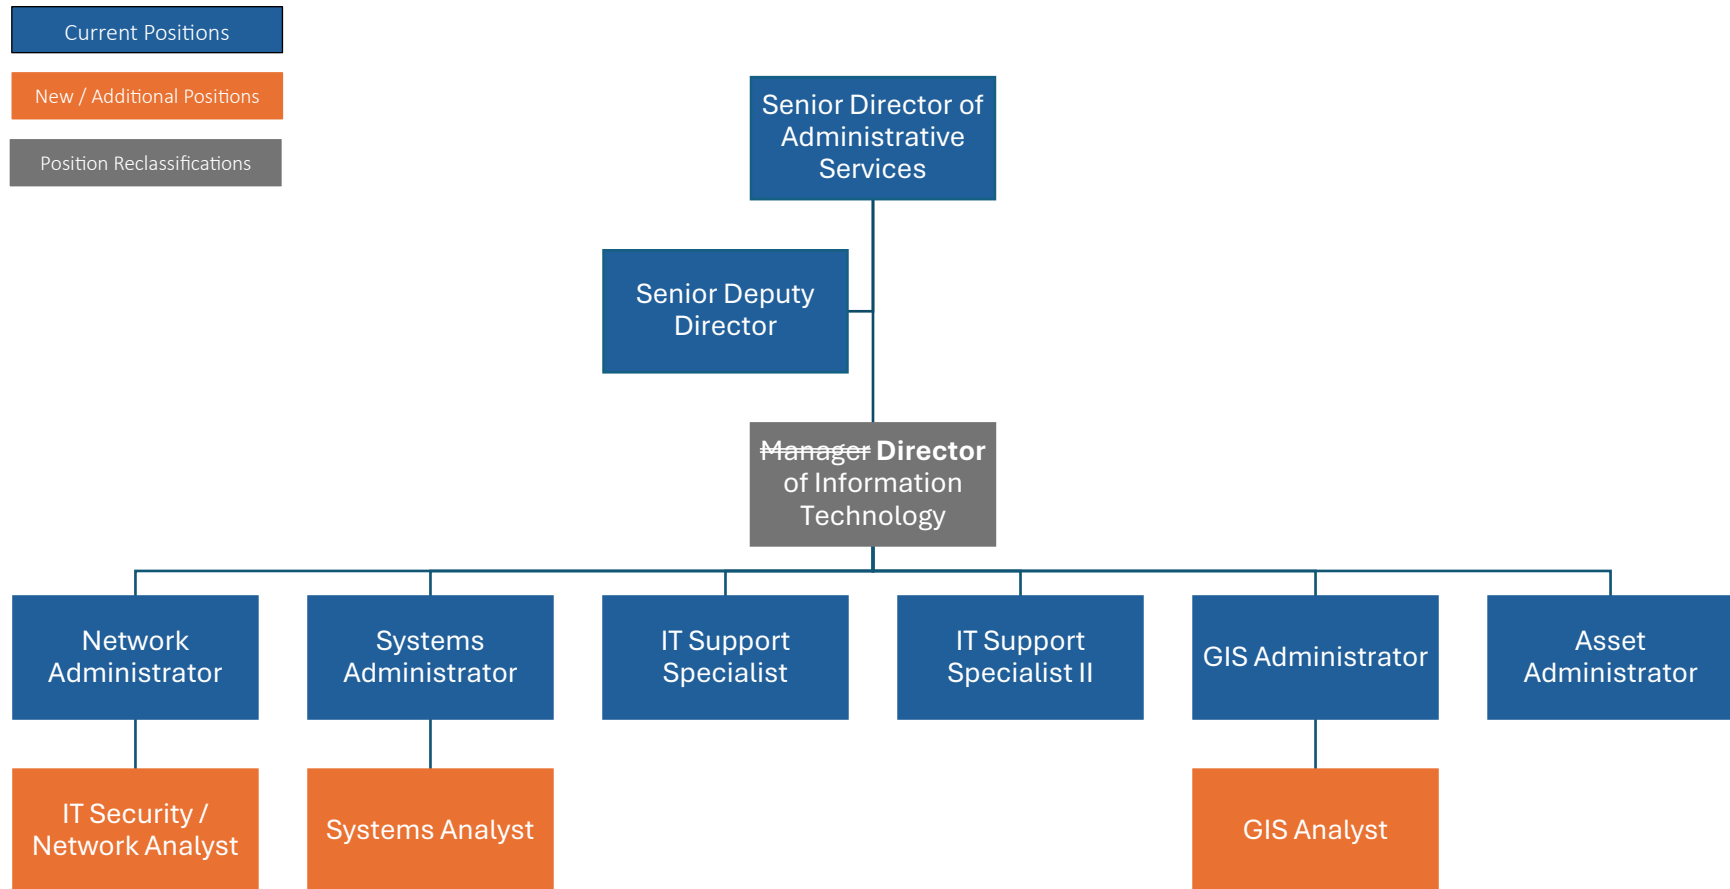 Current Positions
New / Additional Positions
Position Reclassifications
Senior Director of
Administrative
Services
Senior Deputy
Director
Manager Director
of Information
Technology
Network
Administrator
Systems
Administrator
IT Support
Specialist
IT Support
Specialist II
GIS Administrator
Asset
Administrator
IT Security /
Network Analyst
Systems Analyst
GIS Analyst